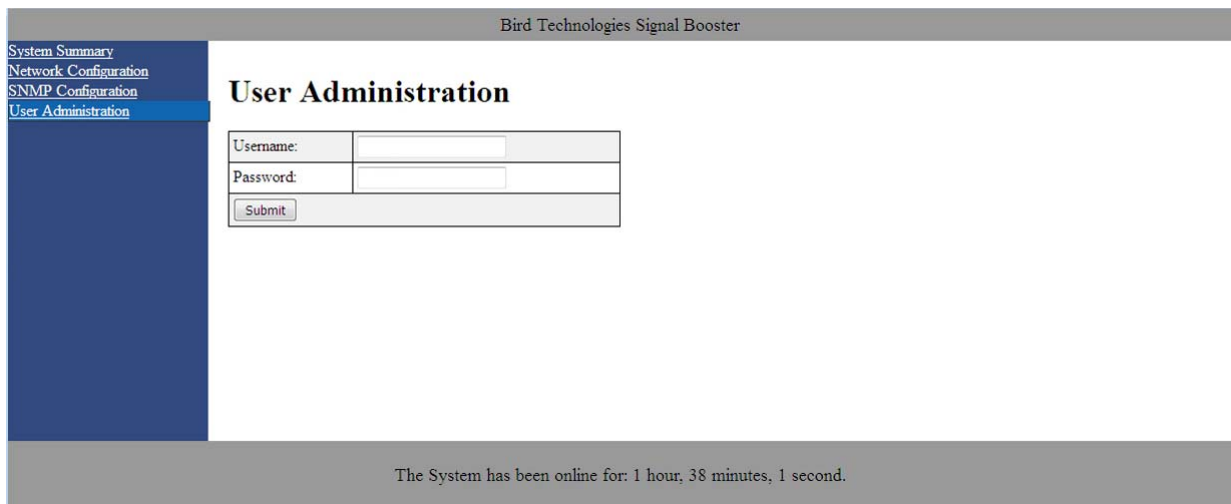 Bird Technologies Signal Booster
System Summary
Network Configuration
SNMP Configuration
User Administration
User Administration
Username:
Password:
Submit
The System has been online for: 1 hour, 38 minutes, 1 second.